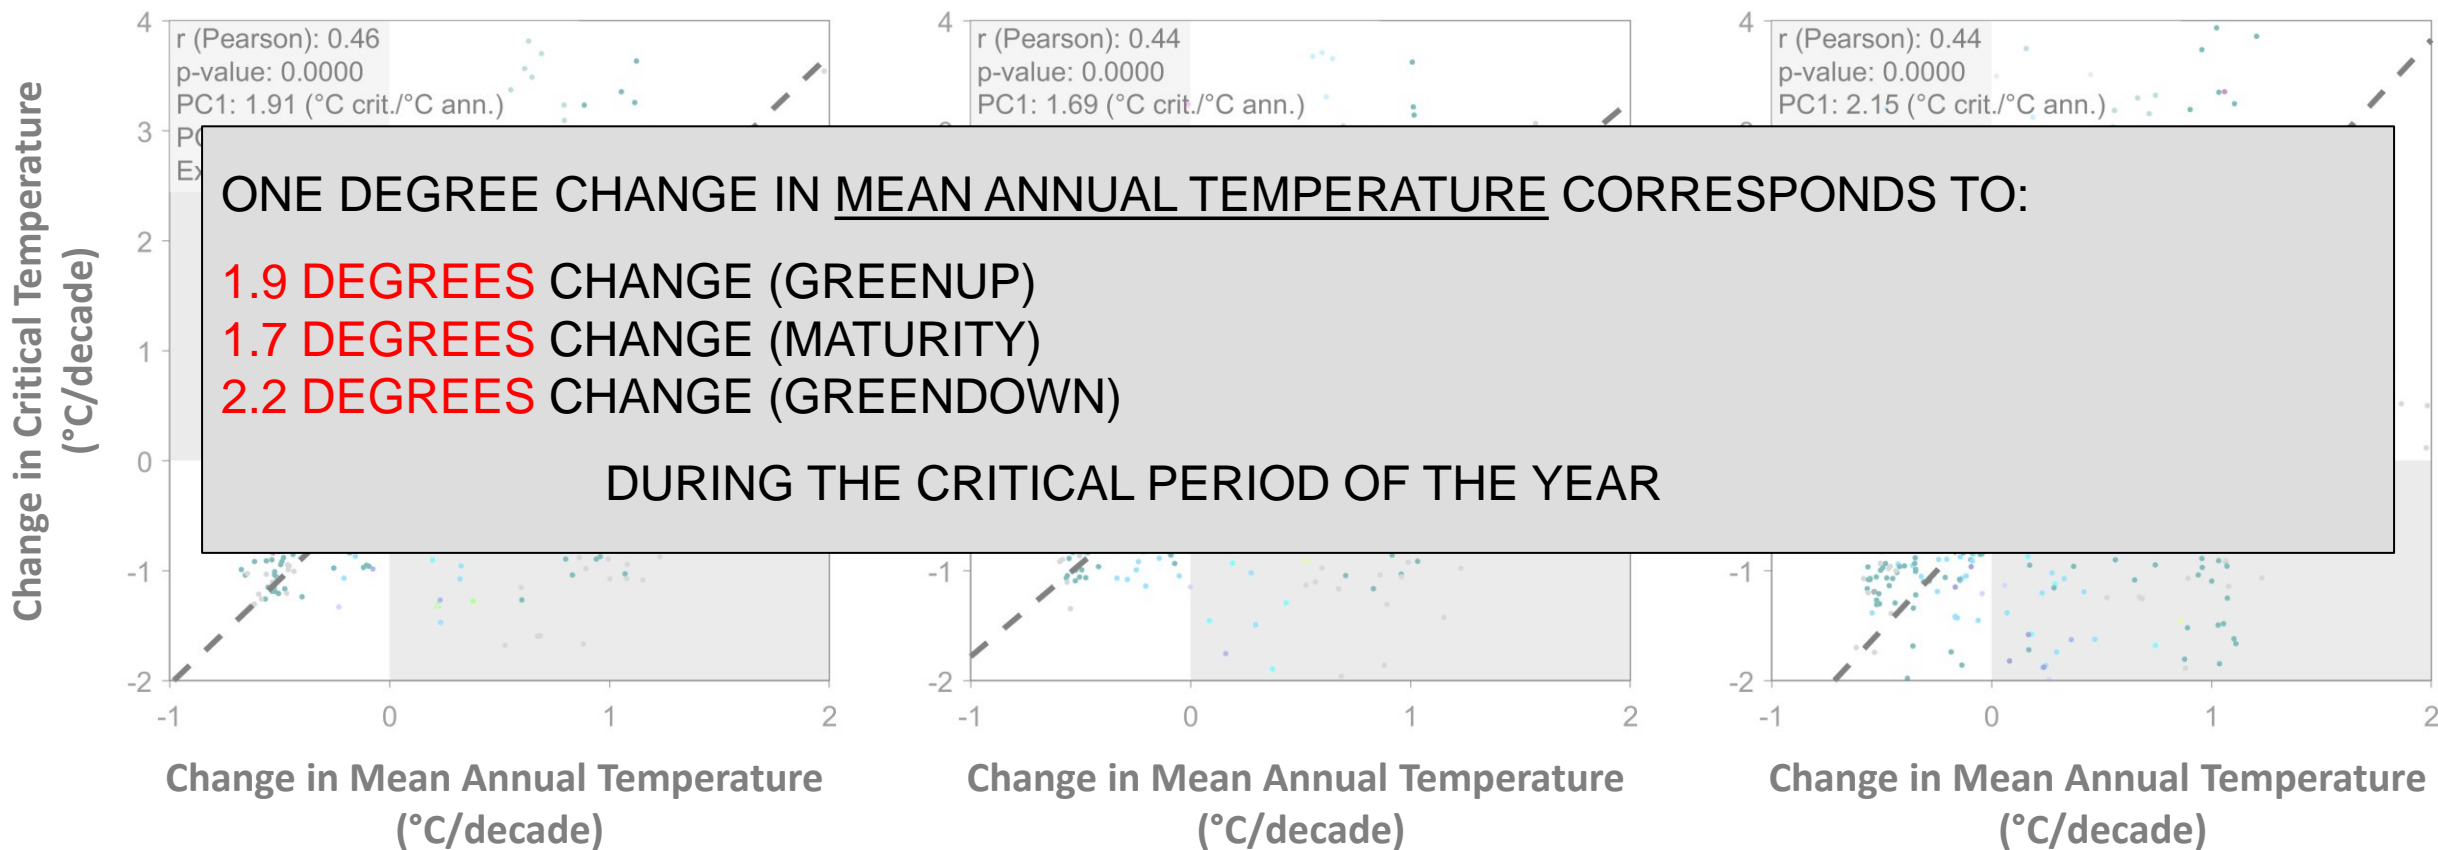 Change in Critical Temperature
(°C/decade)
4
3
2
1
0
-1
-2
r (Pearson): 0.46
p-value: 0.0000
PC1: 1.91 (°C crit./°C ann.)
4
-1
-2
r (Pearson): 0.44
p-value: 0.0000
PC1: 1.69 (°C crit./°C ann.)
4
-1
-2
r (Pearson): 0.44
p-value: 0.0000
PC1: 2.15 (°C crit./°C ann.)
ONE DEGREE CHANGE IN MEAN ANNUAL TEMPERATURE CORRESPONDS TO:
1.9 DEGREES CHANGE (GREENUP)
1.7 DEGREES CHANGE (MATURITY)
2.2 DEGREES CHANGE (GREENDOWN)
DURING THE CRITICAL PERIOD OF THE YEAR
-1 0 1 2
-1 0 1 2
-1 0 1 2
Change in Mean Annual Temperature
(°C/decade)
Change in Mean Annual Temperature
(°C/decade)
Change in Mean Annual Temperature
(°C/decade)